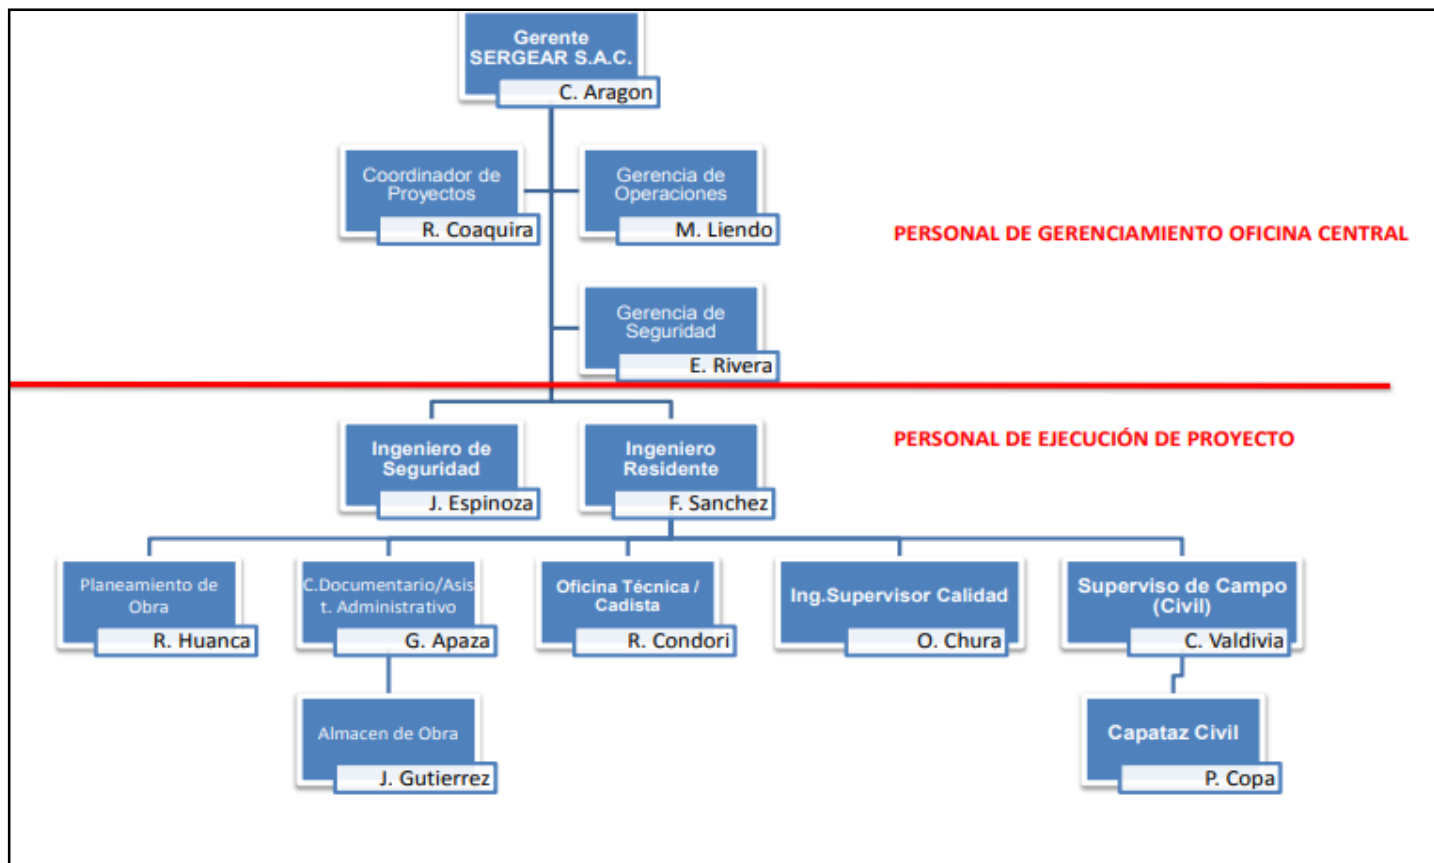 Gerente
SERGEAR S.A.C.
C. Aragon
Coordinador de
Proyectos
R. Coaquira
Gerencia de
Operaciones
M. Liendo
PERSONAL DE GERENCIAMIENTO OFICINA CENTRAL
Gerencia de
Seguridad
E. Rivera
Ingeniero de
Seguridad
J. Espinoza
Ingeniero
Residente
F. Sanchez
PERSONAL DE EJECUCIÓN DE PROYECTO
Planeamiento de
Obra
R. Huanca
C.Documentario/Asis
t. Administrativo
G. Apaza
Oficina Técnica /
Cadista
R. Condori
Ing.Supervisor Calidad
O. Chura
Superviso de Campo
(Civil)
C. Valdivia
Almacen de Obra
J. Gutierrez
Capataz Civil
P. Copa